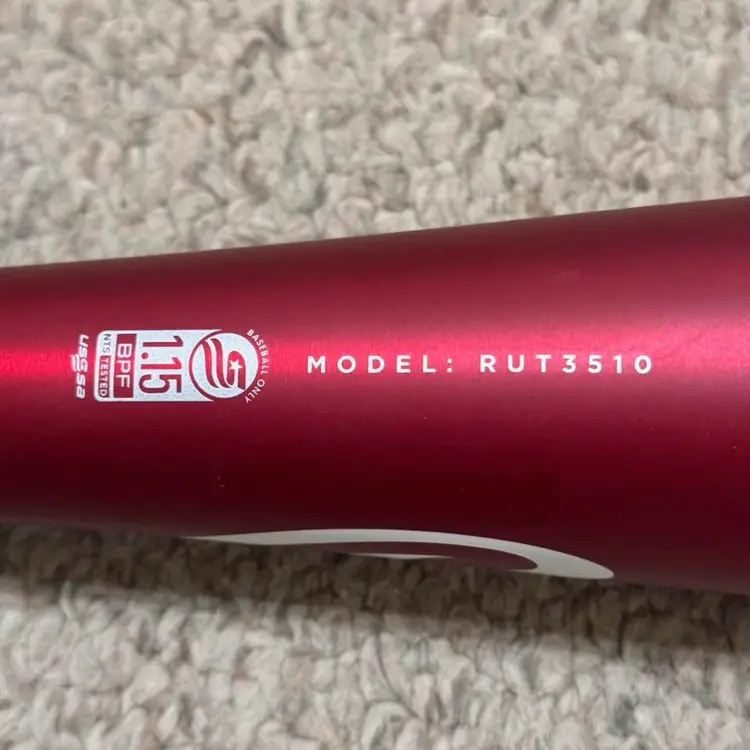 BASEBALL ONLY
1.15
BPF
NTS TESTED
USSSA
MODEL: RUT3510